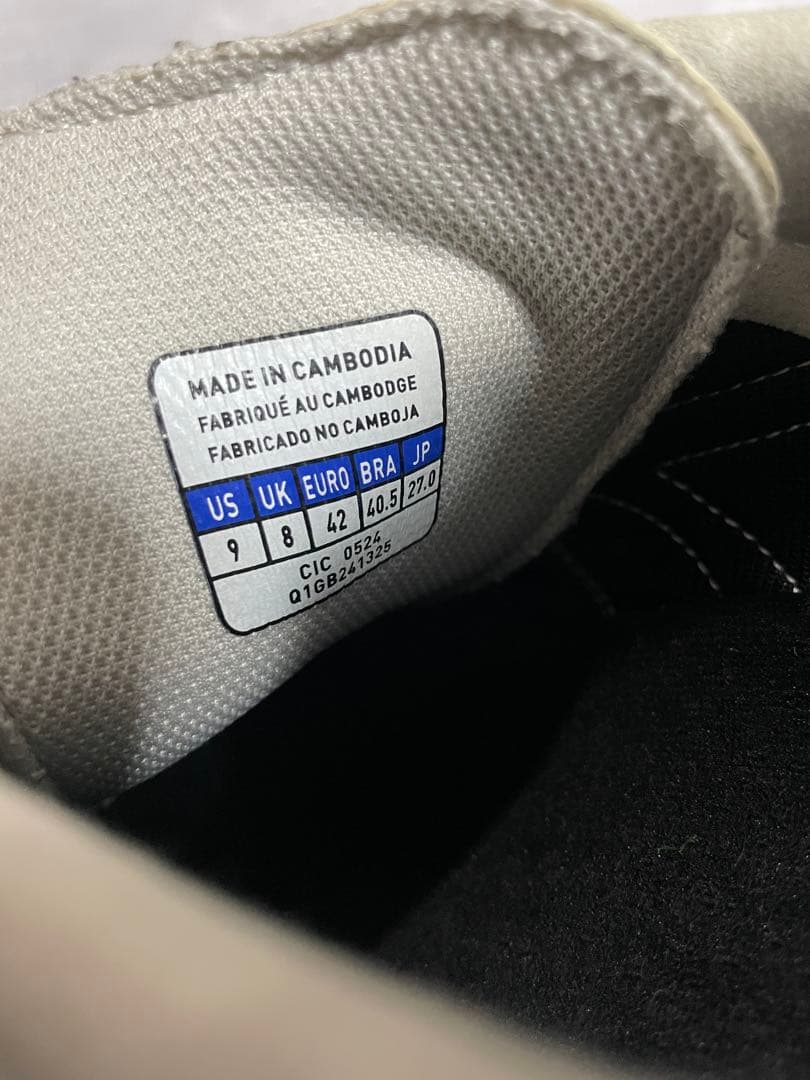 MADE IN CAMBODIA
FABRIQUÉ AU CAMBODGE
FABRICADO NO CAMBOJA
US UK EURO BRA JP
9 8 42 40.5 27.0
CIC 0524
Q1GB241325